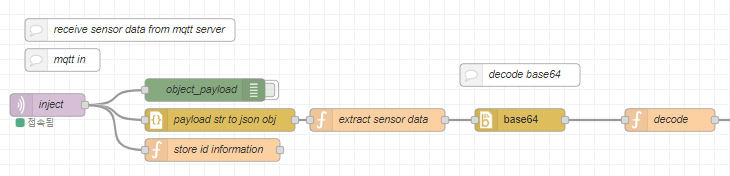 receive sensor data from mqtt server
mqtt in
decode base64
inject
접속됨
object_payload
payload str to json obj
extract sensor data
base64
decode
store id information